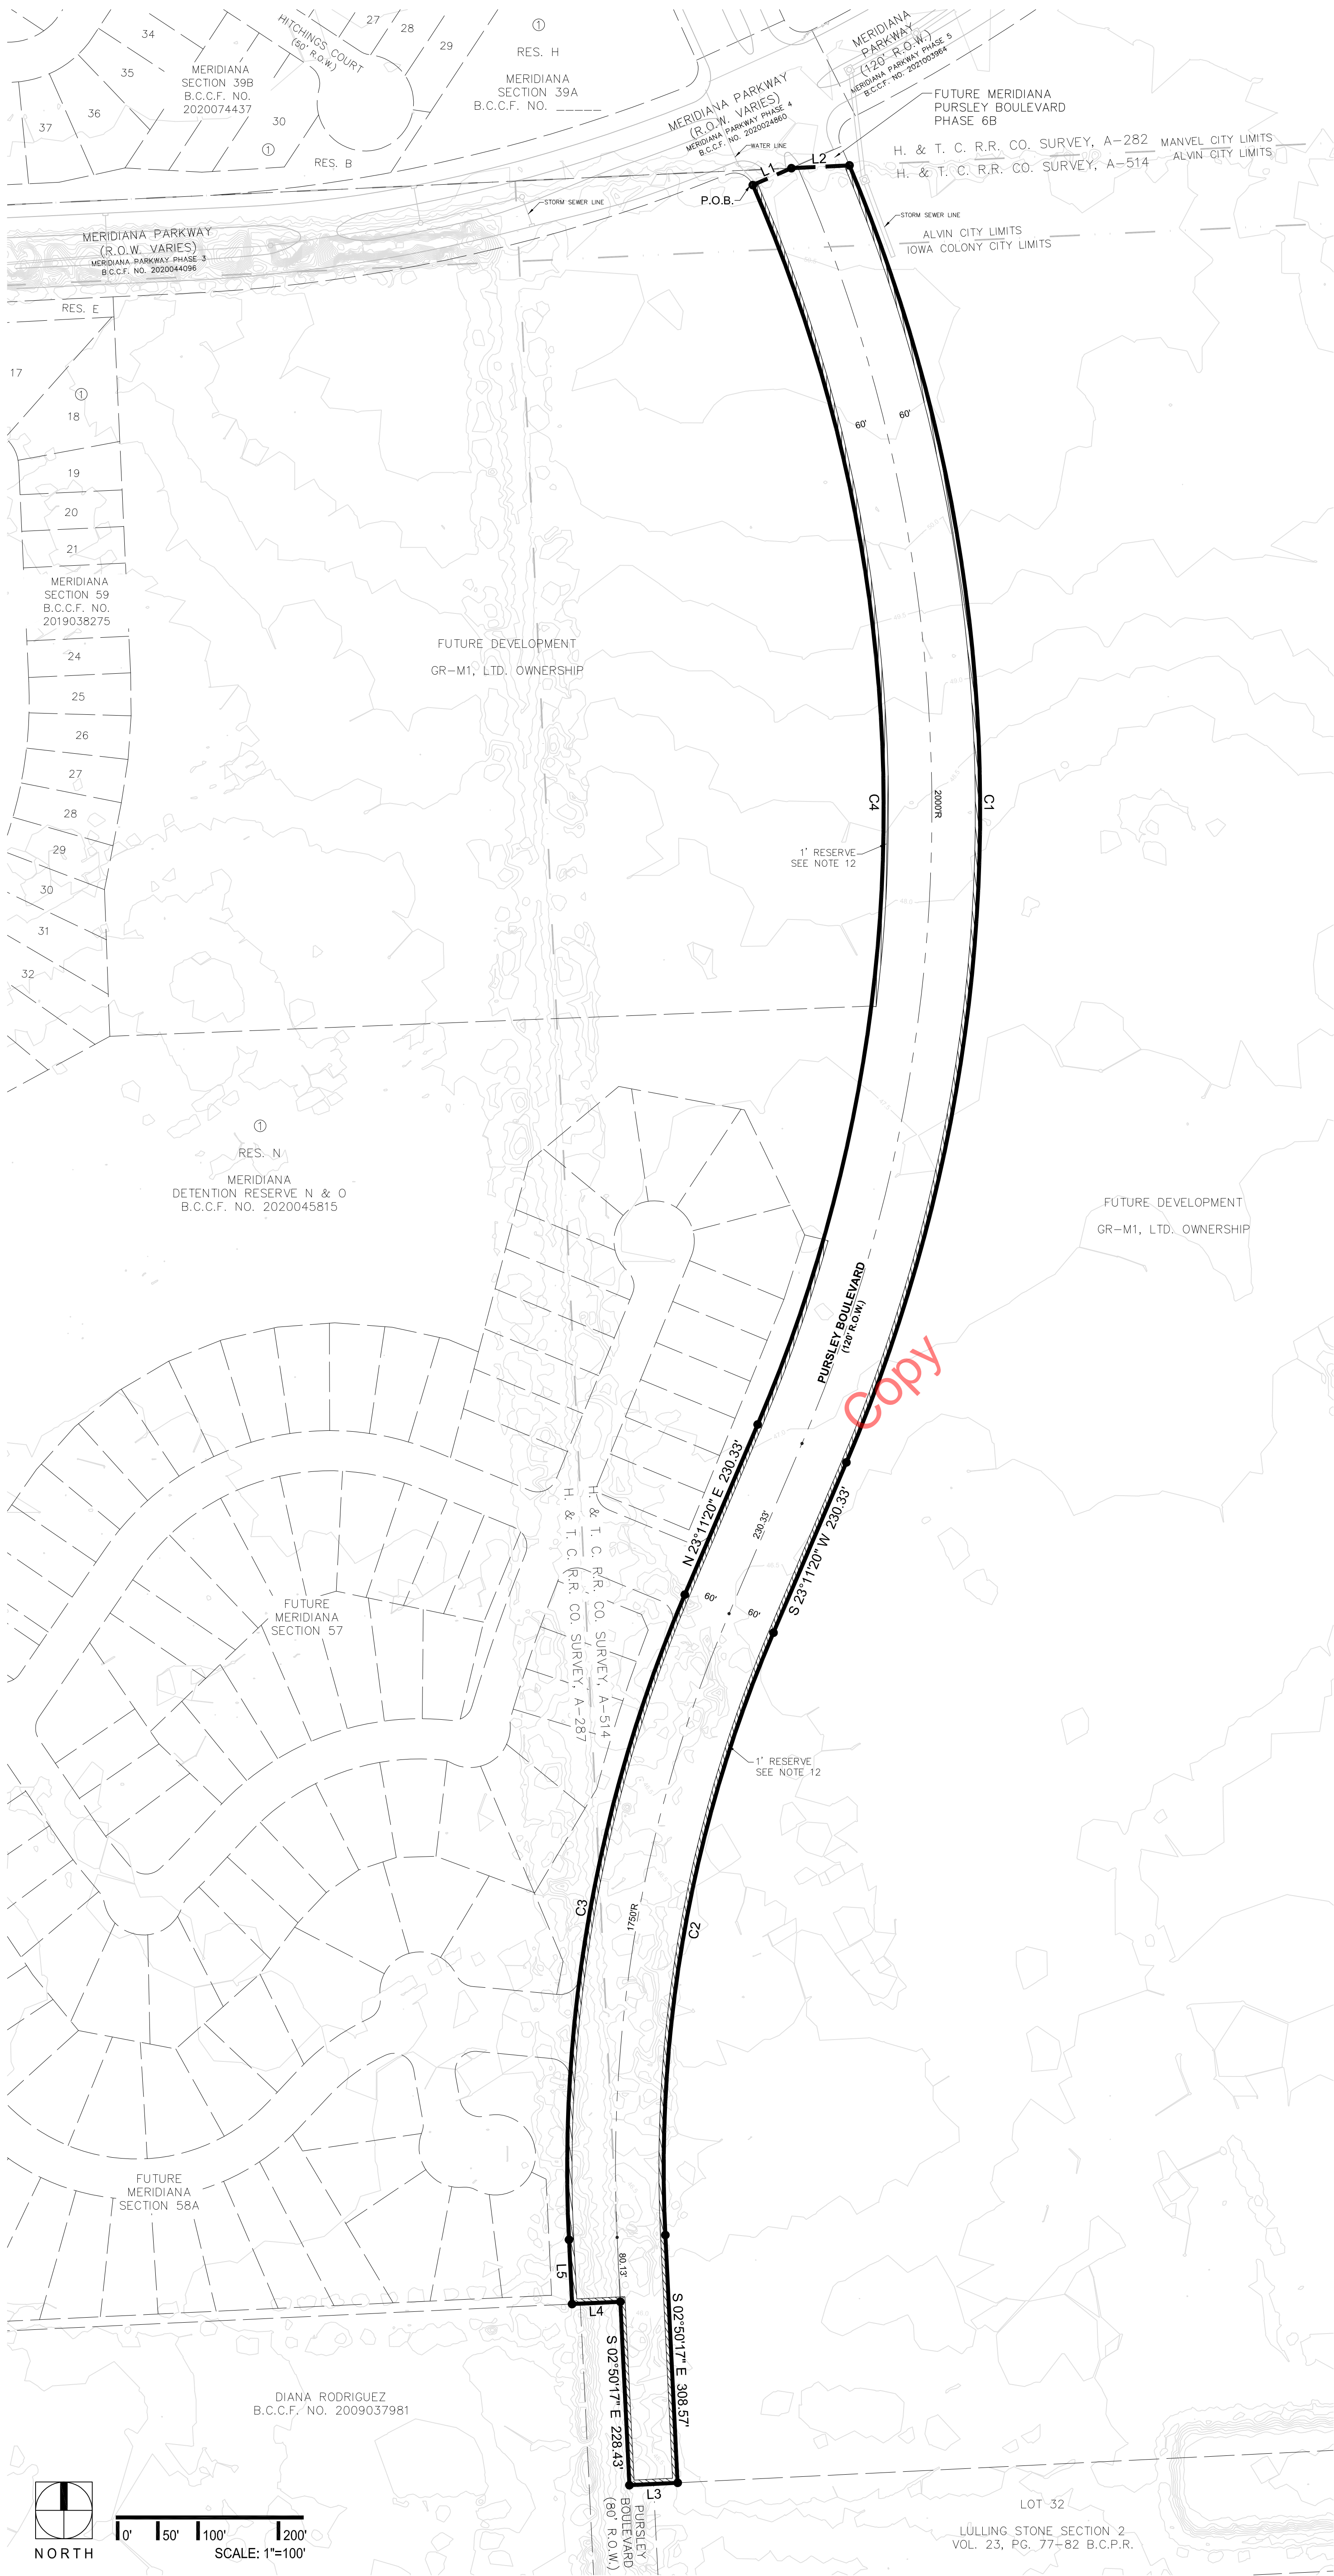 34
35
36
37
MERIDIANA
SECTION 39B
B.C.C.F. NO.
2020074437
HITCHINGS COURT
(50' R.O.W.)
27
28
29
30
①
RES. B
①
RES. H
MERIDIANA
SECTION 39A
B.C.C.F. NO. _____
MERIDIANA PARKWAY
(R.O.W. VARIES)
MERIDIANA PARKWAY PHASE 4
B.C.C.F. NO. 2020024860
MERIDIANA
PARKWAY
(120' R.O.W.)
MERIDIANA PARKWAY PHASE 5
B.C.C.F. NO. 2021003964
FUTURE MERIDIANA
PURSLEY BOULEVARD
PHASE 6B
H. & T. C. R.R. CO. SURVEY, A-282
H. & T. C. R.R. CO. SURVEY, A-514
MANVEL CITY LIMITS
ALVIN CITY LIMITS
WATER LINE
L1
L2
P.O.B.
STORM SEWER LINE
STORM SEWER LINE
ALVIN CITY LIMITS
IOWA COLONY CITY LIMITS
MERIDIANA PARKWAY
(R.O.W. VARIES)
MERIDIANA PARKWAY PHASE 3
B.C.C.F. NO. 2020044096
RES. E
17
①
18
19
20
21
MERIDIANA
SECTION 59
B.C.C.F. NO.
2019038275
24
25
26
27
28
29
30
31
32
60'
60'
FUTURE DEVELOPMENT
GR-M1, LTD. OWNERSHIP
C4
2000'R
C1
1' RESERVE
SEE NOTE 12
①
RES. N
MERIDIANA
DETENTION RESERVE N & O
B.C.C.F. NO. 2020045815
FUTURE DEVELOPMENT
GR-M1, LTD. OWNERSHIP
PURSLEY BOULEVARD
(120' R.O.W.)
Copy
N 23°11'20" E 230.33'
230.33'
S 23°11'20" W 230.33'
60'
60'
H. & T. C. R.R. CO. SURVEY, A-514
H. & T. C. R.R. CO. SURVEY, A-287
FUTURE
MERIDIANA
SECTION 57
1' RESERVE
SEE NOTE 12
C3
1750'R
C2
FUTURE
MERIDIANA
SECTION 58A
L5
80.13'
L4
S 02°50'17" E 308.57'
S 02°50'17" E 228.43'
L3
DIANA RODRIGUEZ
B.C.C.F. NO. 2009037981
PURSLEY
BOULEVARD
(80' R.O.W.)
LOT 32
LULLING STONE SECTION 2
VOL. 23, PG. 77-82 B.C.P.R.
NORTH
0'
50'
100'
200'
SCALE: 1"=100'